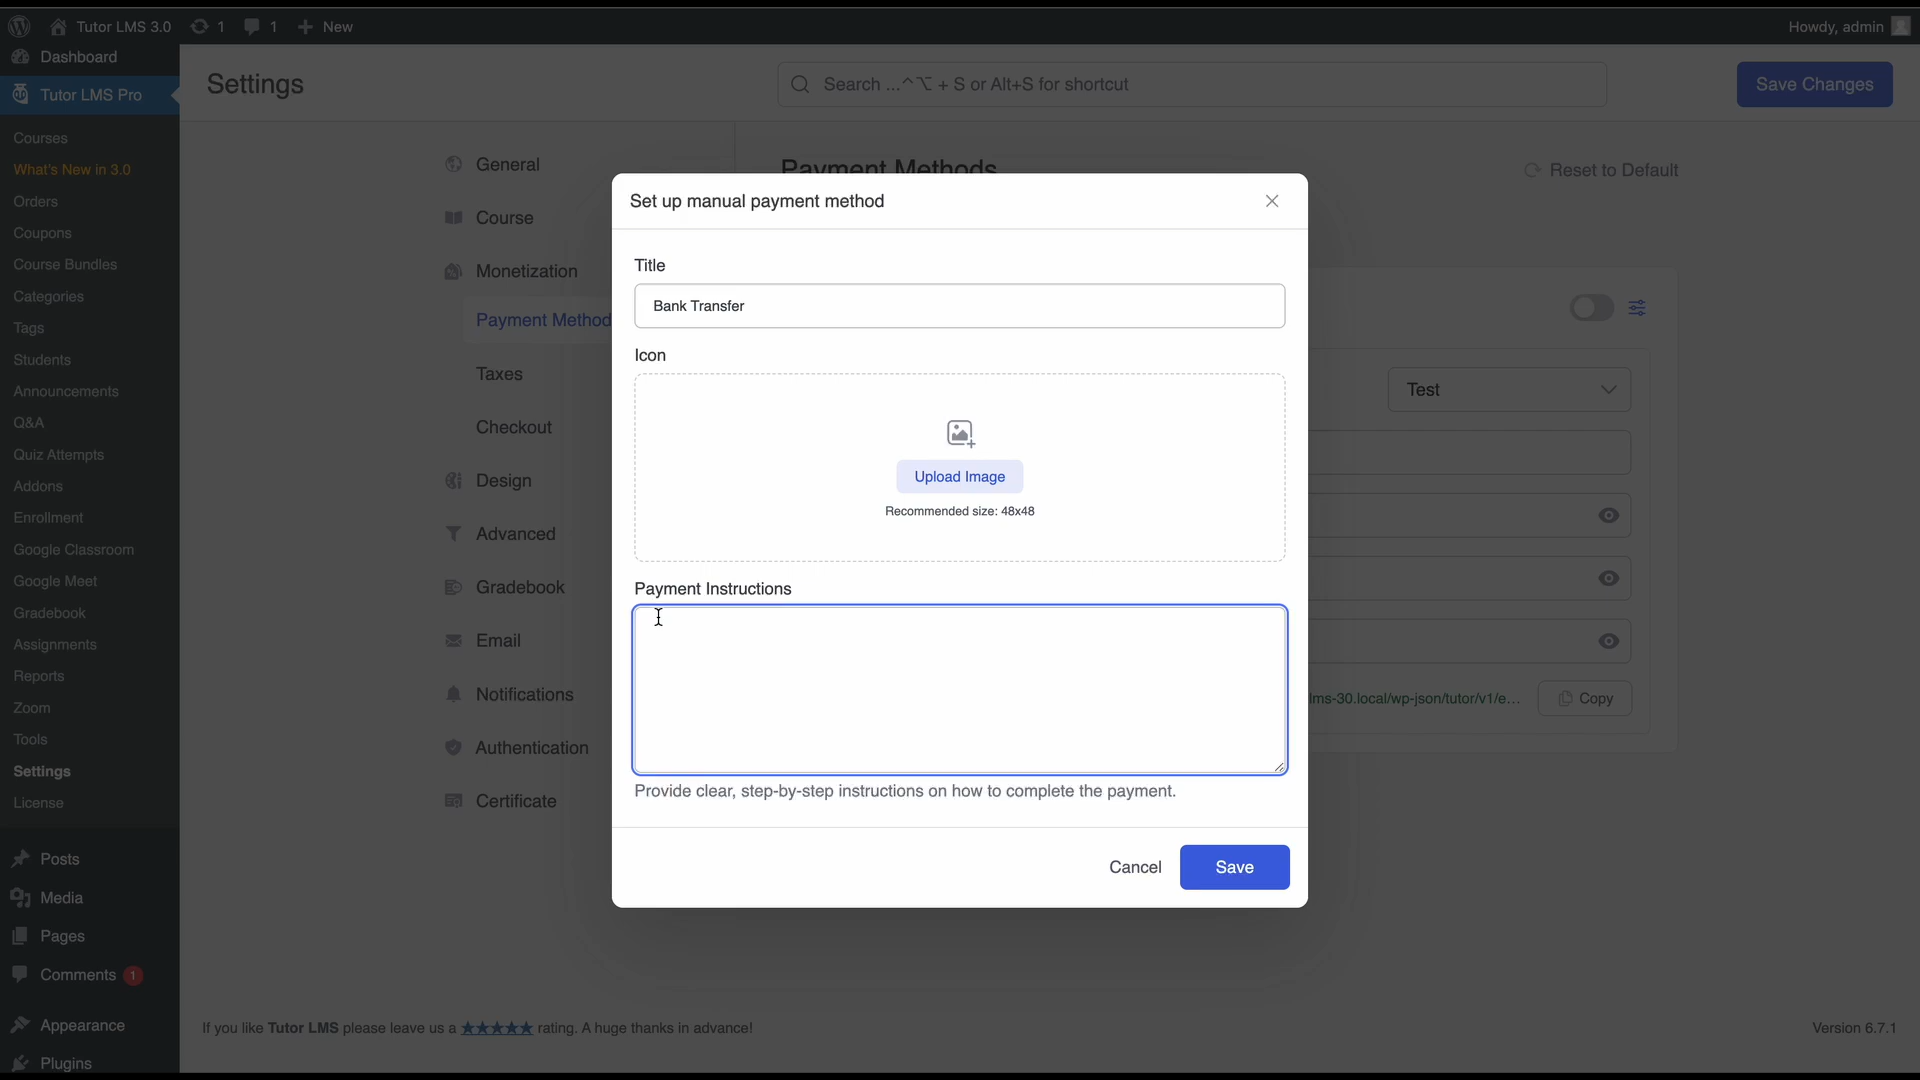 Tutor LMS 3.0 1 1 New Howdy, admin
Dashboard
Tutor LMS Pro
Courses
What's New in 3.0
Orders
Coupons
Course Bundles
Categories
Tags
Students
Announcements
Q&A
Quiz Attempts
Addons
Enrollment
Google Classroom
Google Meet
Gradebook
Assignments
Reports
Zoom
Tools
Settings
License
Posts
Media
Pages
Comments 1
Appearance
Plugins
Settings
Search ...^⌥ + S or Alt+S for shortcut
Save Changes
General
Course
Monetization
Payment Method
Taxes
Checkout
Design
Advanced
Gradebook
Email
Notifications
Authentication
Certificate
Payment Methods
Reset to Default
Set up manual payment method
Title
Bank Transfer
Icon
Upload Image
Recommended size: 48x48
Payment Instructions
Provide clear, step-by-step instructions on how to complete the payment.
Cancel Save
Test
lms-30.local/wp-json/tutor/v1/e... Copy
If you like Tutor LMS please leave us a ★★★★★ rating. A huge thanks in advance!
Version 6.7.1